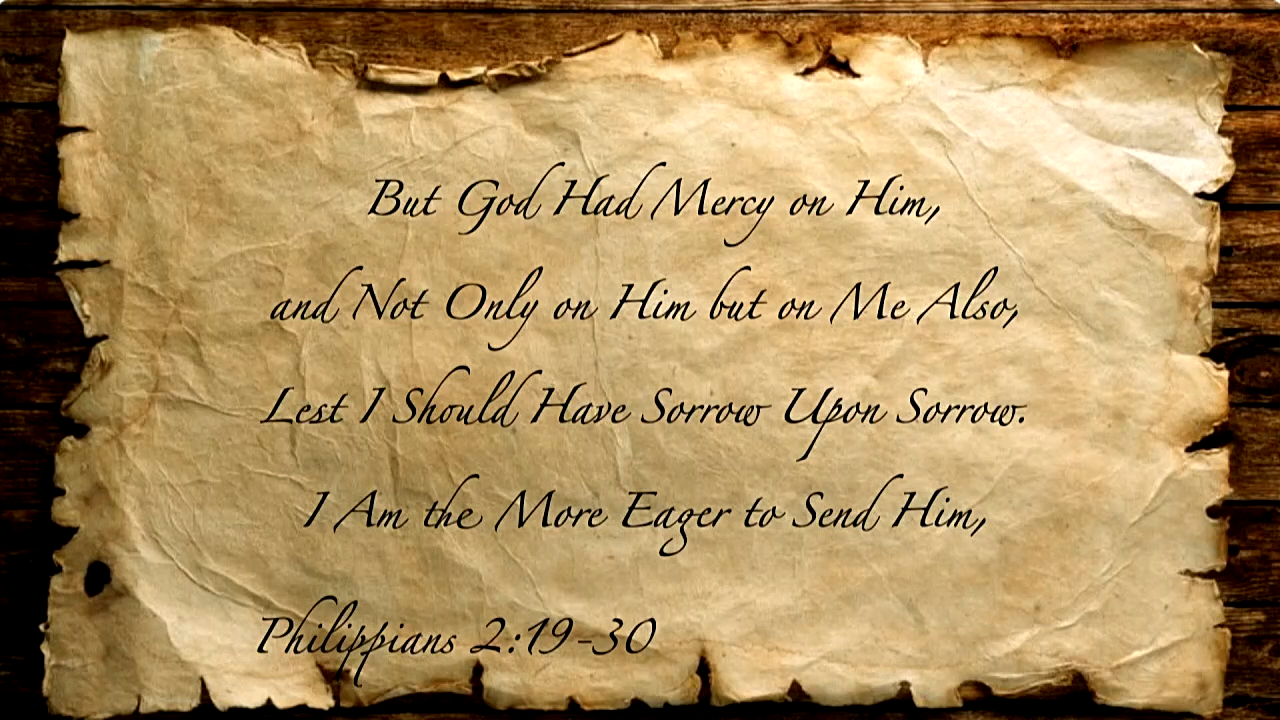 But God Had Mercy on Him,
and Not Only on Him but on Me Also,
Lest I Should Have Sorrow Upon Sorrow.
I Am the More Eager to Send Him,
Philippians 2:19-30